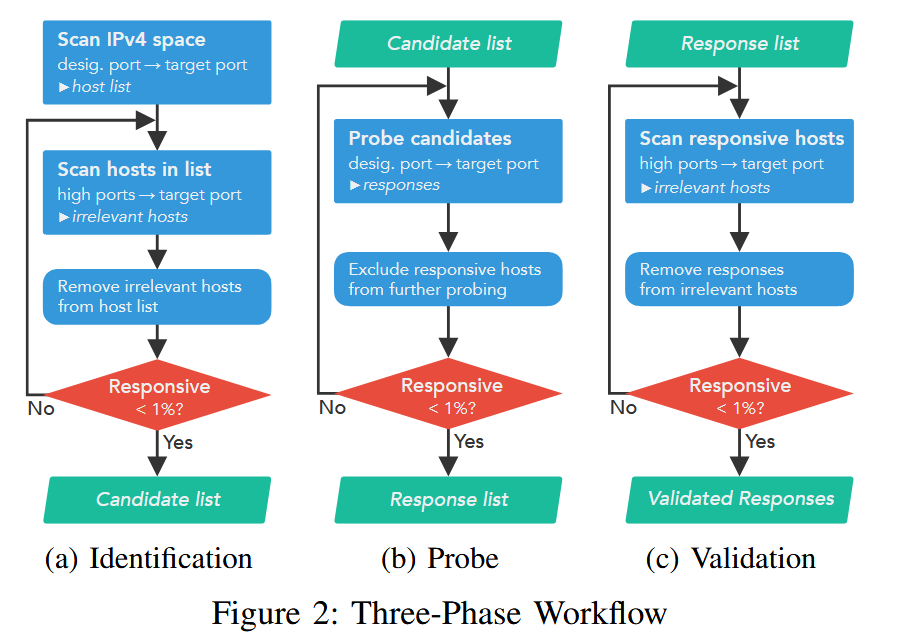 Scan IPv4 space
desig. port → target port
►host list
Scan hosts in list
high ports → target port
►irrelevant hosts
Remove irrelevant hosts
from host list
Responsive
< 1%?
No
Yes
Candidate list
(a) Identification
Candidate list
Probe candidates
desig. port → target port
►responses
Exclude responsive hosts
from further probing
Responsive
< 1%?
No
Yes
Response list
(b) Probe
Response list
Scan responsive hosts
high ports → target port
►irrelevant hosts
Remove responses
from irrelevant hosts
Responsive
< 1%?
No
Yes
Validated Responses
(c) Validation
Figure 2: Three-Phase Workflow